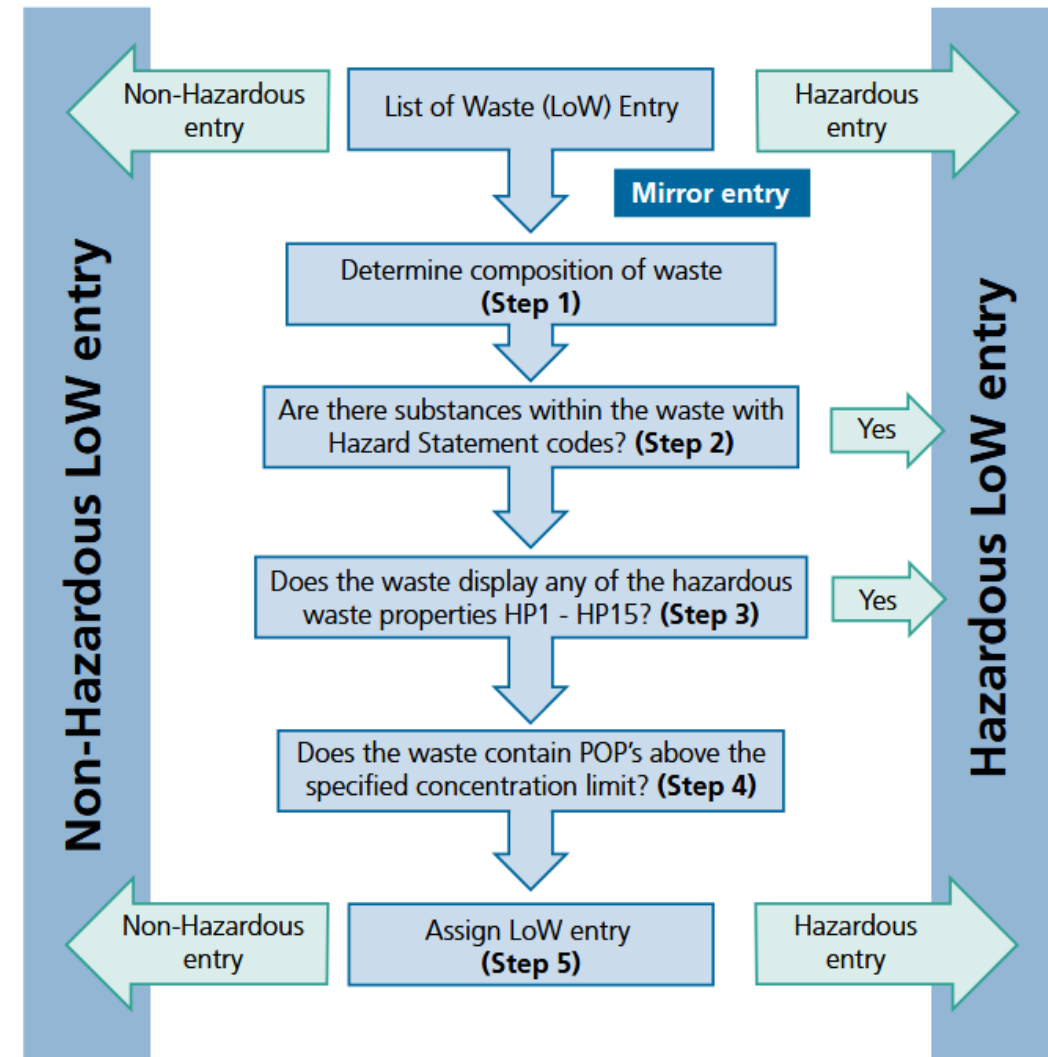 Non-Hazardous
entry
List of Waste (LoW) Entry
Hazardous
entry
Mirror entry
Determine composition of waste
(Step 1)
Are there substances within the waste with
Hazard Statement codes? (Step 2)
Yes
Does the waste display any of the hazardous
waste properties HP1 - HP15? (Step 3)
Yes
Does the waste contain POP's above the
specified concentration limit? (Step 4)
Non-Hazardous
entry
Assign LoW entry
(Step 5)
Hazardous
entry
Non-Hazardous LoW entry
Hazardous LoW entry